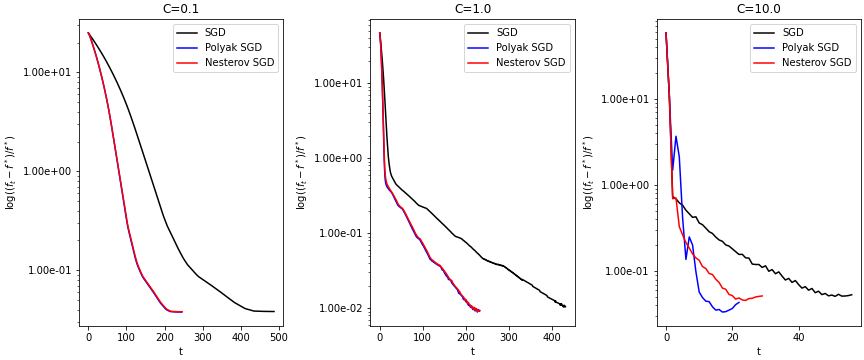 C=0.1
SGD
Polyak SGD
Nesterov SGD
1.00e+01
1.00e+00
1.00e-01
log((f_t − f^*)/f^*)
0 100 200 300 400 500
t
C=1.0
SGD
Polyak SGD
Nesterov SGD
1.00e+01
1.00e+00
1.00e-01
1.00e-02
log((f_t − f^*)/f^*)
0 100 200 300 400
t
C=10.0
SGD
Polyak SGD
Nesterov SGD
1.00e+01
1.00e+00
1.00e-01
log((f_t − f^*)/f^*)
0 20 40
t